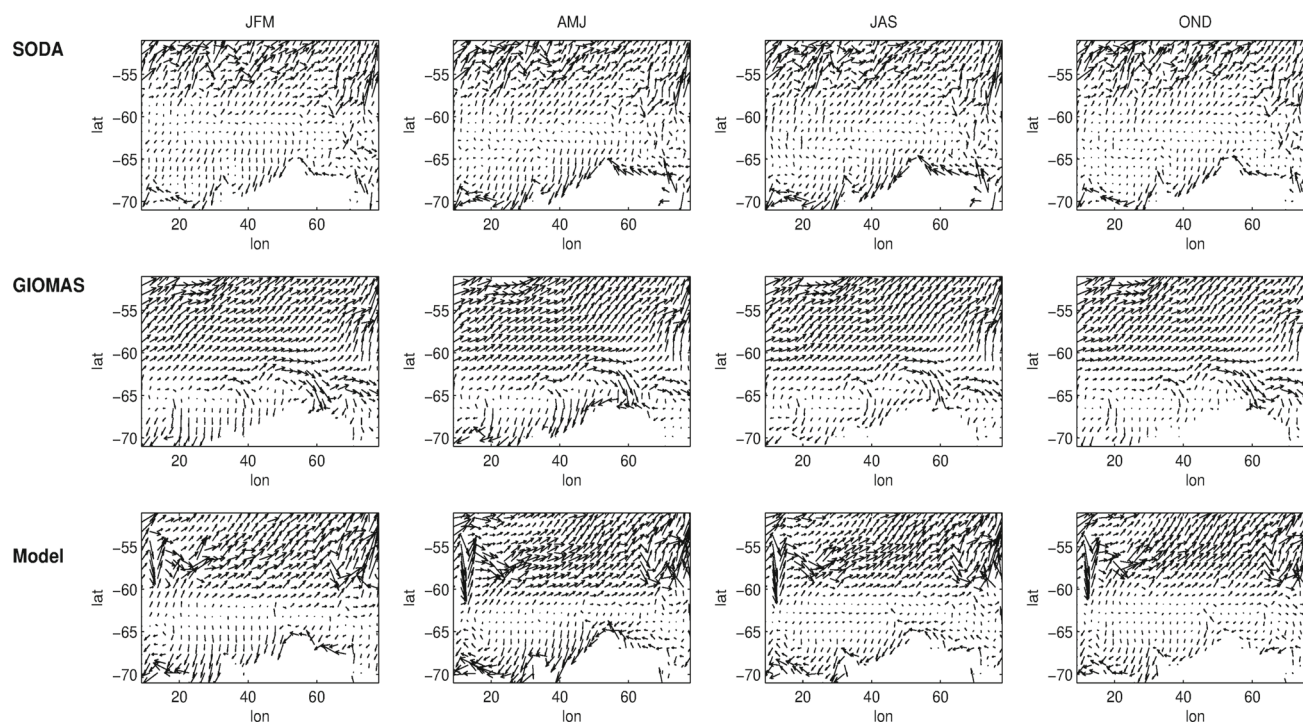 JFM AMJ JAS OND
SODA
lat −55 −60 −65 −70 lat −55 −60 −65 −70 lat −55 −60 −65 −70 lat −55 −60 −65 −70
20 40 60 20 40 60 20 40 60 20 40 60
lon lon lon lon
GIOMAS
lat −55 −60 −65 −70 lat −55 −60 −65 −70 lat −55 −60 −65 −70 lat −55 −60 −65 −70
20 40 60 20 40 60 20 40 60 20 40 60
lon lon lon lon
Model
lat −55 −60 −65 −70 lat −55 −60 −65 −70 lat −55 −60 −65 −70 lat −55 −60 −65 −70
20 40 60 20 40 60 20 40 60 20 40 60
lon lon lon lon